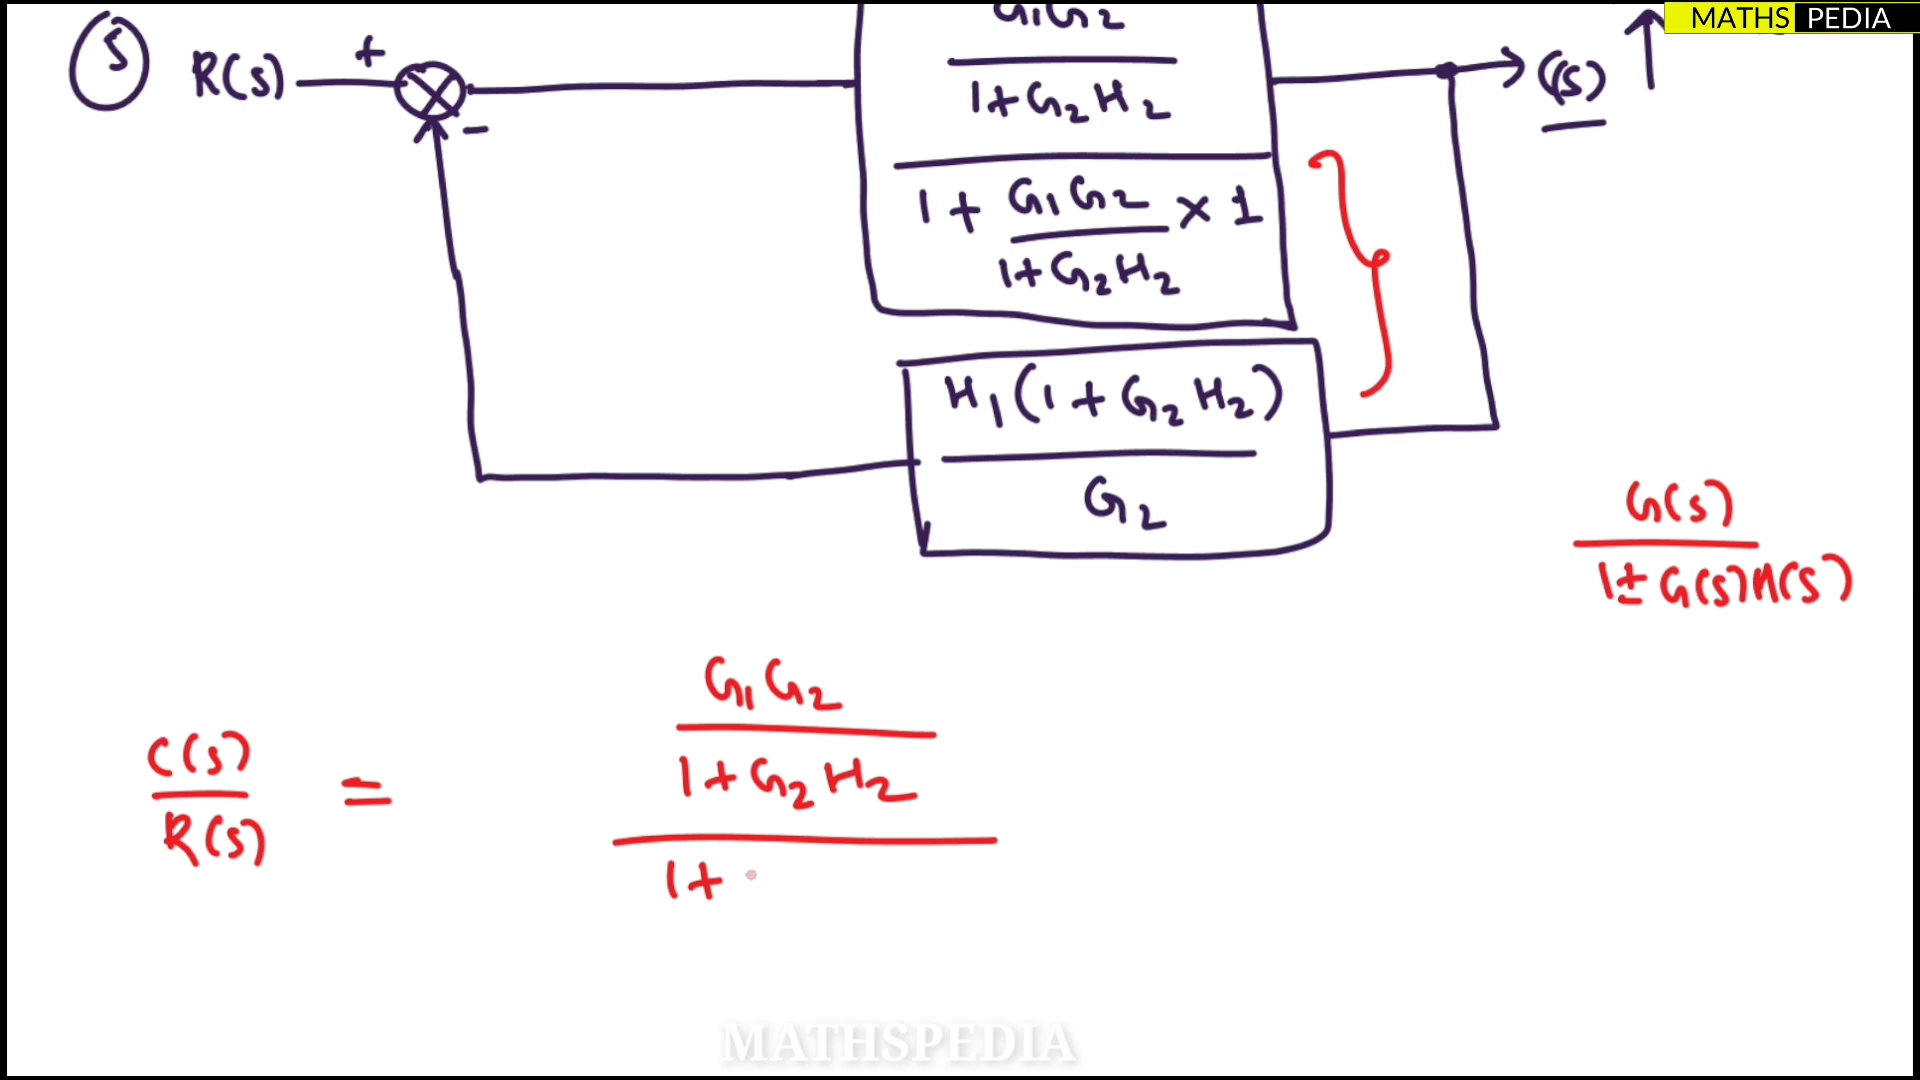 MATHS PEDIA
5 R(s) + - C(s)
G1G2
1+G2H2
1 + G1G2 × 1
1+G2H2
H1(1+G2H2)
G2
G(s)
1± G(s)H(s)
C(s)
R(s)
=
G1G2
1+G2H2
1+
MATHSPEDIA